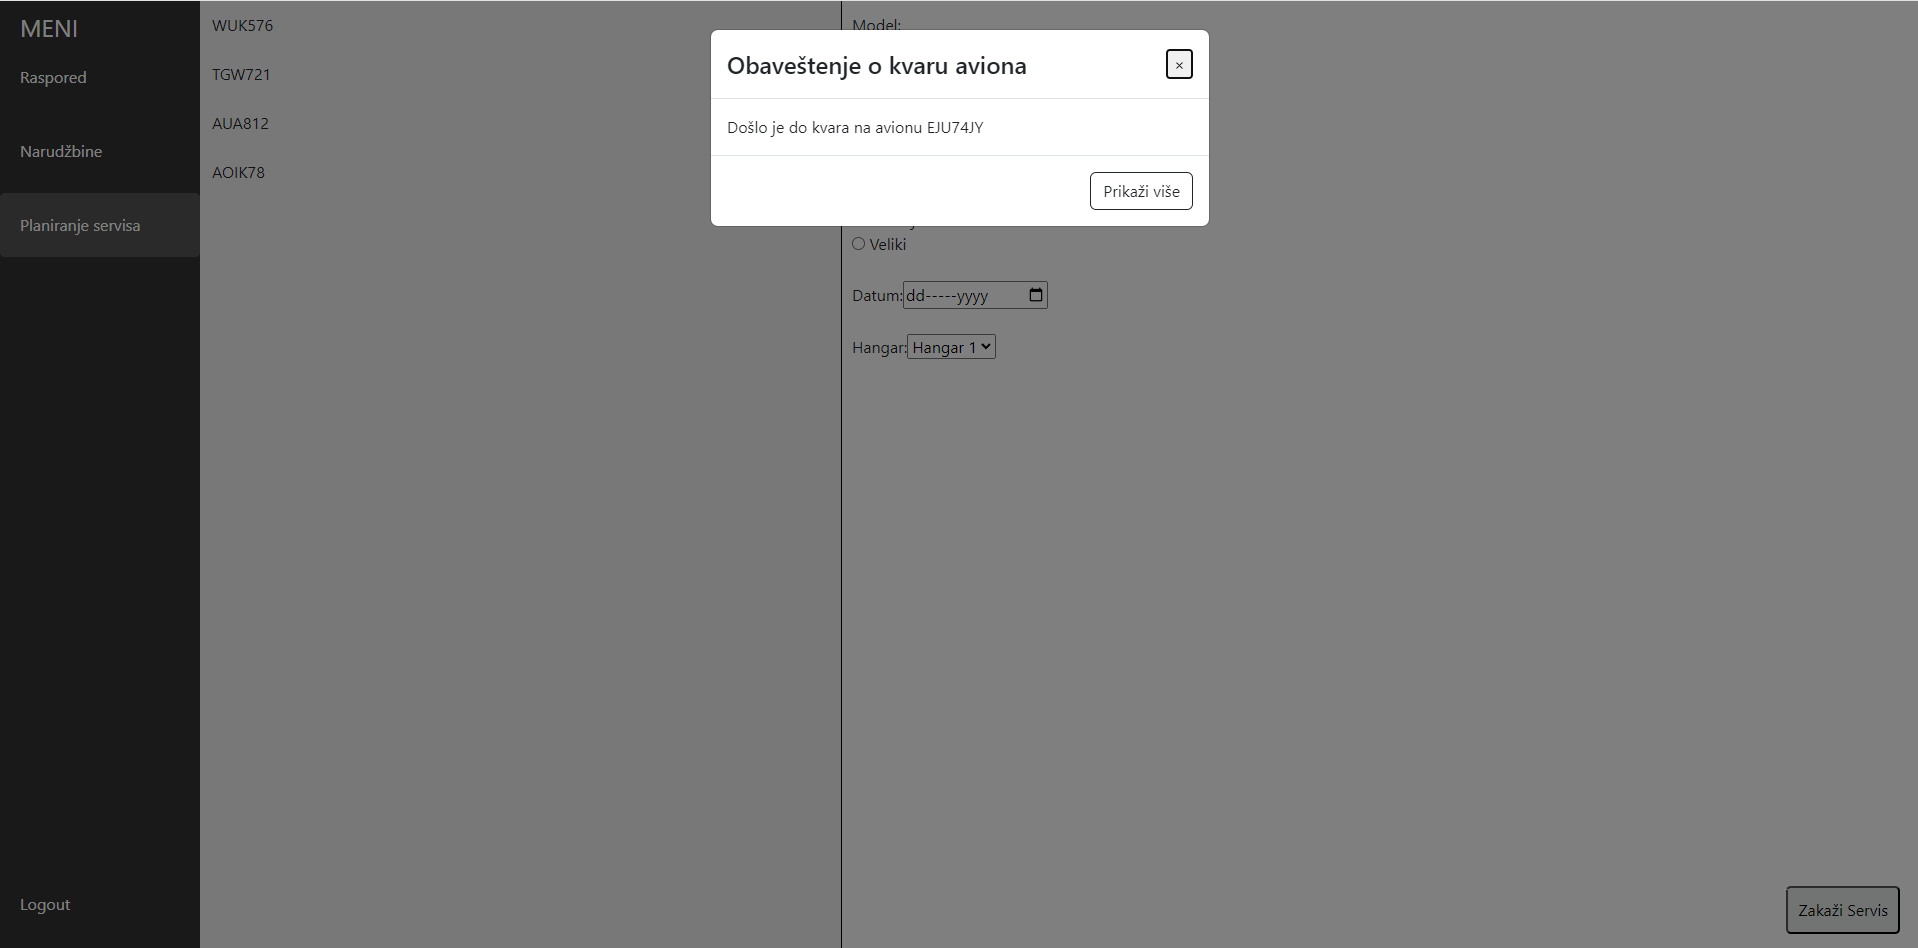 MENI
Raspored
Narudžbine
Planiranje servisa
Logout
WUK576
TGW721
AUA812
AOIK78
Obaveštenje o kvaru aviona
×
Došlo je do kvara na avionu EJU74JY
Prikaži više
Model:
Veliki
Datum:dd-----yyyy
Hangar:Hangar 1
Zakaži Servis